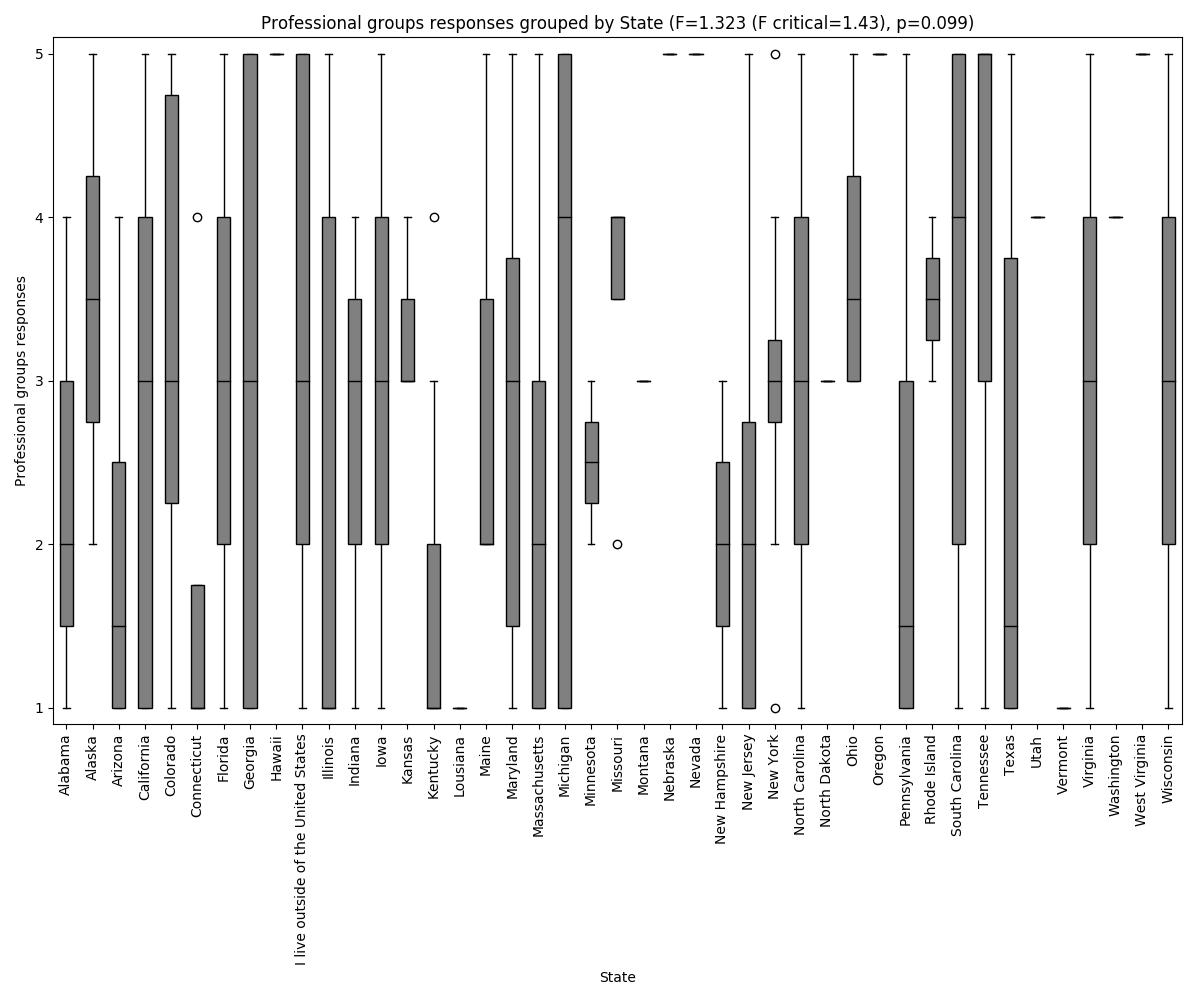 Professional groups responses grouped by State (F=1.323 (F critical=1.43), p=0.099)
Professional groups responses
5
4
3
2
1
Alabama
Alaska
Arizona
California
Colorado
Connecticut
Florida
Georgia
Hawaii
I live outside of the United States
Illinois
Indiana
Iowa
Kansas
Kentucky
Lousiana
Maine
Maryland
Massachusetts
Michigan
Minnesota
Missouri
Montana
Nebraska
Nevada
New Hampshire
New Jersey
New York
North Carolina
North Dakota
Ohio
Oregon
Pennsylvania
Rhode Island
South Carolina
Tennessee
Texas
Utah
Vermont
Virginia
Washington
West Virginia
Wisconsin
State